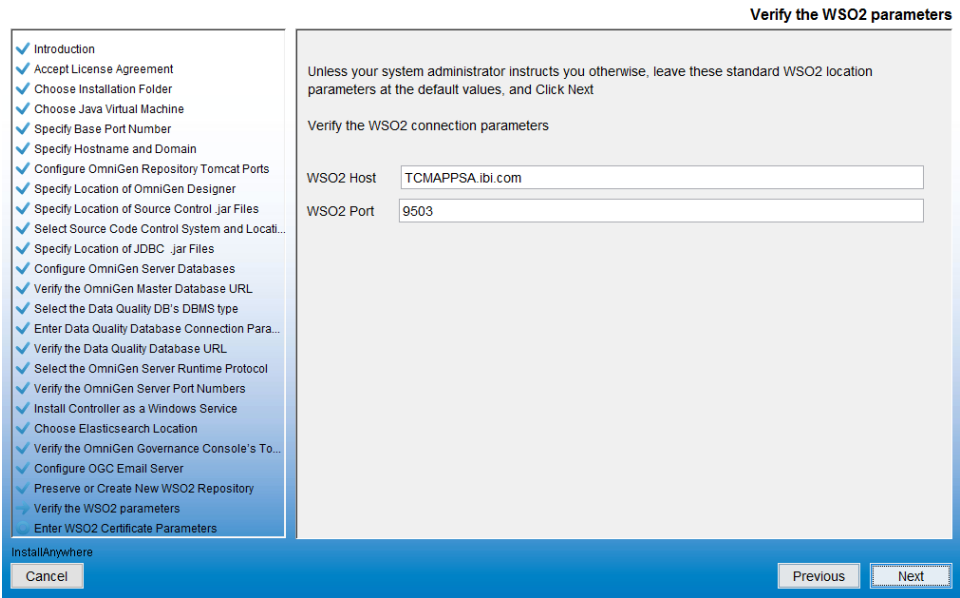 Verify the WSO2 parameters
Introduction
Accept License Agreement
Choose Installation Folder
Choose Java Virtual Machine
Specify Base Port Number
Specify Hostname and Domain
Configure OmniGen Repository Tomcat Ports
Specify Location of OmniGen Designer
Specify Location of Source Control .jar Files
Select Source Code Control System and Locati...
Specify Location of JDBC .jar Files
Configure OmniGen Server Databases
Verify the OmniGen Master Database URL
Select the Data Quality DB's DBMS type
Enter Data Quality Database Connection Para...
Verify the Data Quality Database URL
Select the OmniGen Server Runtime Protocol
Verify the OmniGen Server Port Numbers
Install Controller as a Windows Service
Choose Elasticsearch Location
Verify the OmniGen Governance Console's To...
Configure OGC Email Server
Preserve or Create New WSO2 Repository
Verify the WSO2 parameters
Enter WSO2 Certificate Parameters
Unless your system administrator instructs you otherwise, leave these standard WSO2 location
parameters at the default values, and Click Next
Verify the WSO2 connection parameters
WSO2 Host TCMAPPSA.ibi.com
WSO2 Port 9503
InstallAnywhere
Cancel Previous Next